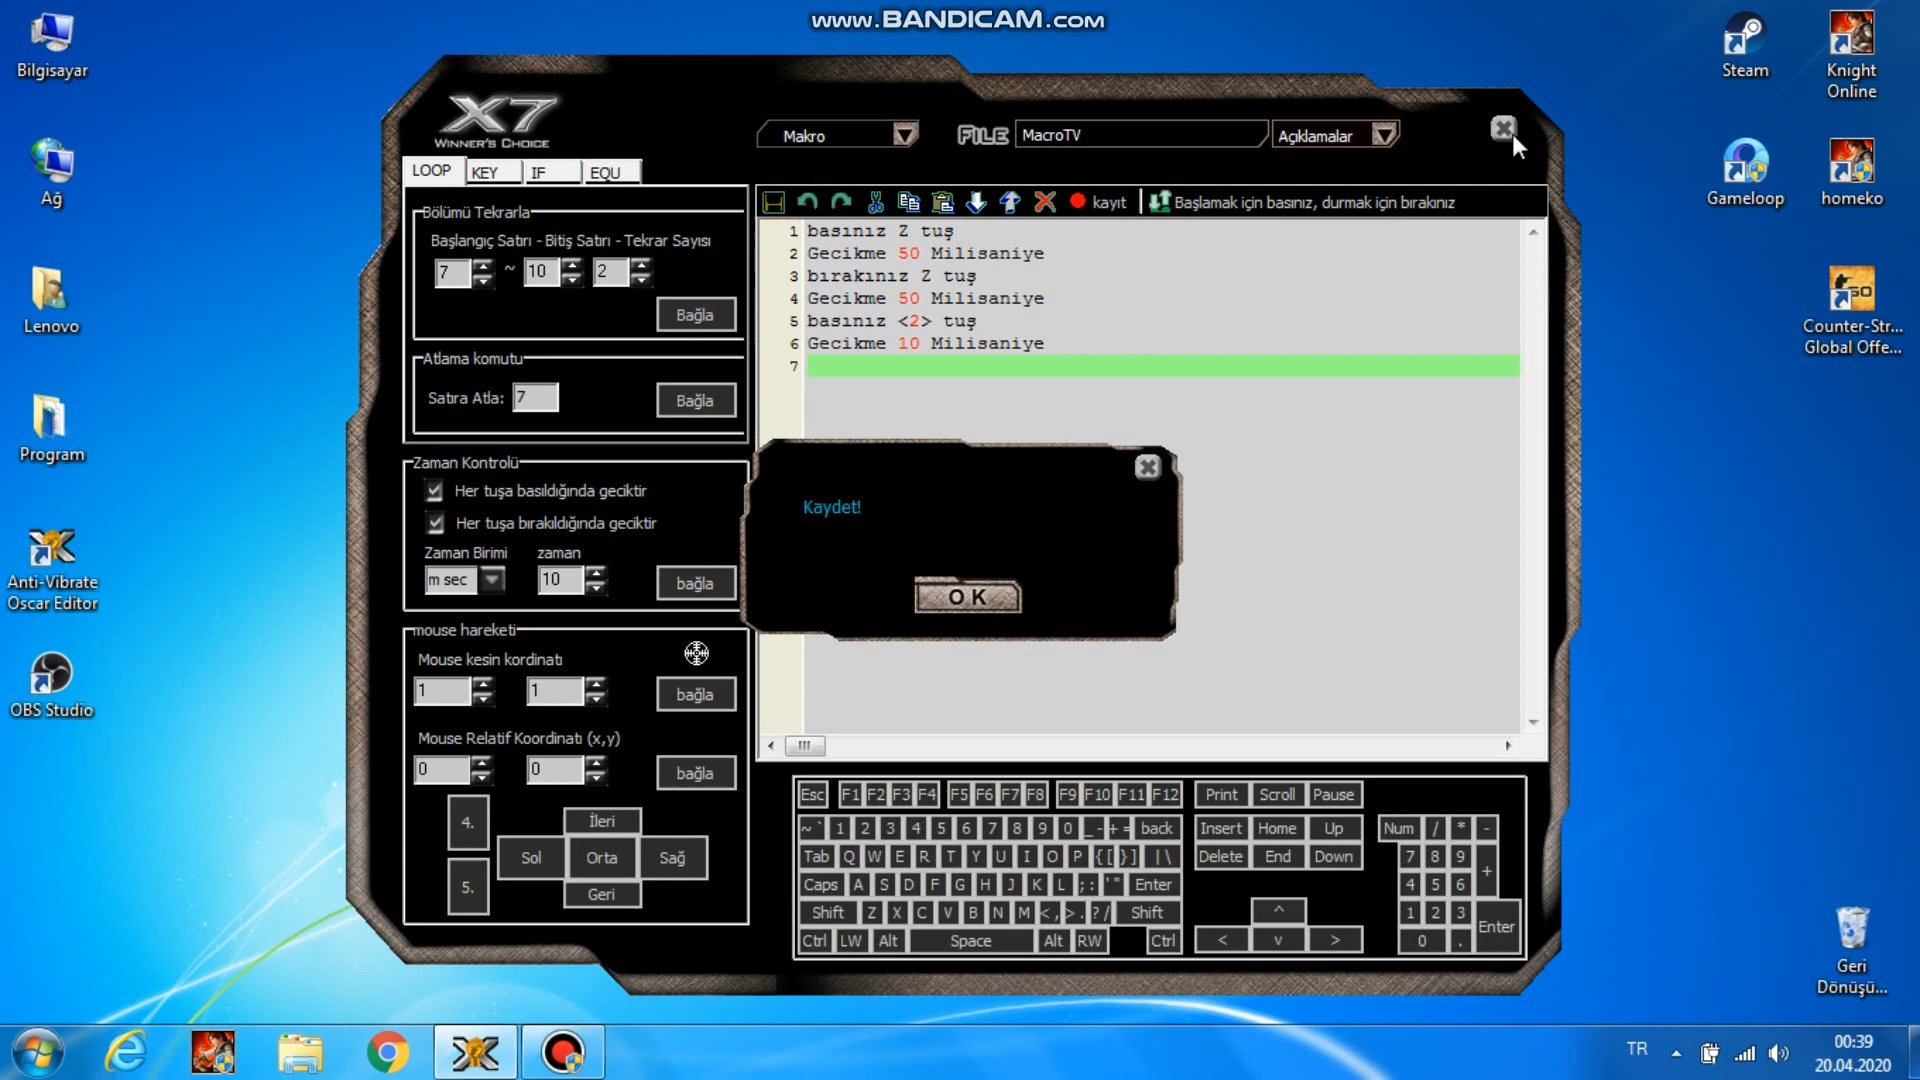 www.BANDICAM.com
Bilgisayar
Ağ
Lenovo
Program
Anti-Vibrate
Oscar Editor
OBS Studio
Steam
Knight
Online
Gameloop
homeko
Counter-Str...
Global Offe...
Geri
Dönüşü...
X7
WINNER'S CHOICE
Makro
FILE
MacroTV
Açıklamalar
LOOP
KEY
IF
EQU
kayıt
Başlamak için basınız, durmak için bırakınız
Bölümü Tekrarla
Başlangıç Satırı - Bitiş Satırı - Tekrar Sayısı
7 ~ 10 2
Bağla
Atlama komutu
Satıra Atla: 7
Bağla
Zaman Kontrolü
Her tuşa basıldığında geciktir
Her tuşa bırakıldığında geciktir
Zaman Birimi zaman
m sec 10 bağla
mouse hareketi
Mouse kesin kordinatı
1 1 bağla
Mouse Relatif Koordinatı (x,y)
0 0 bağla
4.
5.
İleri
Sol Orta Sağ
Geri
1 basınız Z tuş
2 Gecikme 50 Milisaniye
3 bırakınız Z tuş
4 Gecikme 50 Milisaniye
5 basınız <2> tuş
6 Gecikme 10 Milisaniye
7
Kaydet!
OK
Esc F1 F2 F3 F4 F5 F6 F7 F8 F9 F10 F11 F12 Print Scroll Pause
~ ` 1 2 3 4 5 6 7 8 9 0 _ - + = back Insert Home Up Num / * -
Tab Q W E R T Y U I O P { [ } ] | \ Delete End Down 7 8 9 +
Caps A S D F G H J K L ; : ' " Enter 4 5 6
Shift Z X C V B N M < , > . ? / Shift ^ 1 2 3 Enter
Ctrl LW Alt Space Alt RW Ctrl < v > 0 .
TR
00:39
20.04.2020